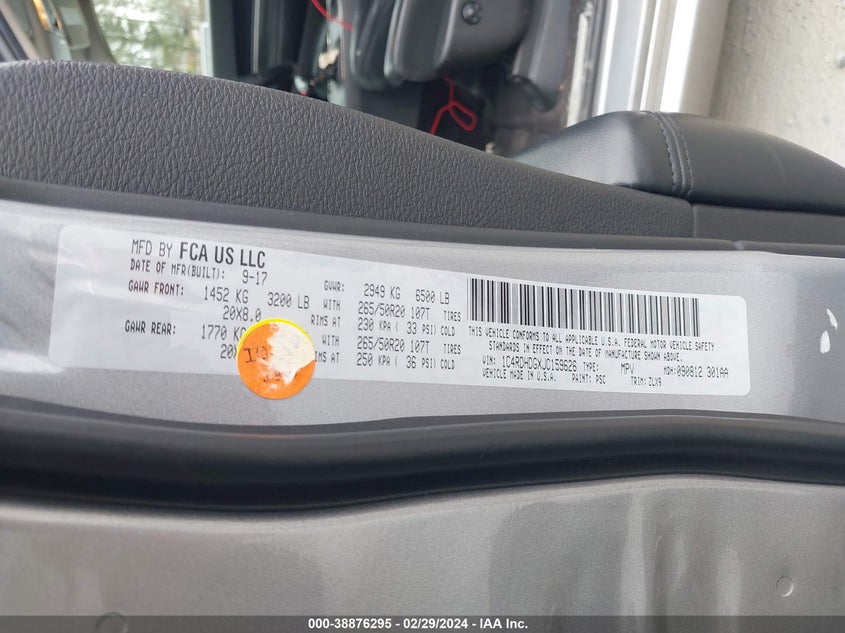 MFD BY FCA US LLC
DATE OF MFR(BUILT): 9-17 GVWR: 2949 KG 6500 LB
GAWR FRONT: 1452 KG 3200 LB WITH 265/50R20 107T TIRES
20X8.0 RIMS AT 230 KPA ( 33 PSI) COLD
GAWR REAR: 1770 KG WITH 265/50R20 107T TIRES
RIMS AT 250 KPA ( 36 PSI) COLD
THIS VEHICLE CONFORMS TO ALL APPLICABLE U.S.A. FEDERAL MOTOR VEHICLE SAFETY
STANDARDS IN EFFECT ON THE DATE OF MANUFACTURE SHOWN ABOVE.
VIN: 1C4RDHDGXJC159626 TYPE: MPV MDH:090812 301AA
VEHICLE MADE IN U.S.A. PAINT: PSC TRIM: ZLX9
000-38876295 - 02/29/2024 - IAA Inc.